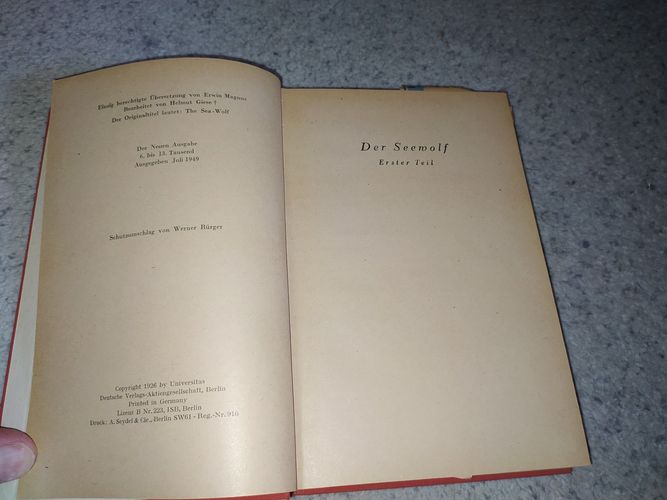 Einzig berechtigte Übersetzung von Erwin Magnus
Bearbeitet von Helmut Giese †
Der Originaltitel lautet: The Sea-Wolf
Der Neuen Ausgabe
6. bis 13. Tausend
Ausgegeben Juli 1949
Schutzumschlag von Werner Bürger
Copyright 1926 by Universitas
Deutsche Verlags-Aktiengesellschaft, Berlin
Printed in Germany
Lizenz B Nr. 223, ISB, Berlin
Druck: A. Seydel & Cie., Berlin SW61 - Reg.-Nr. 916
Der Seewolf
Erster Teil